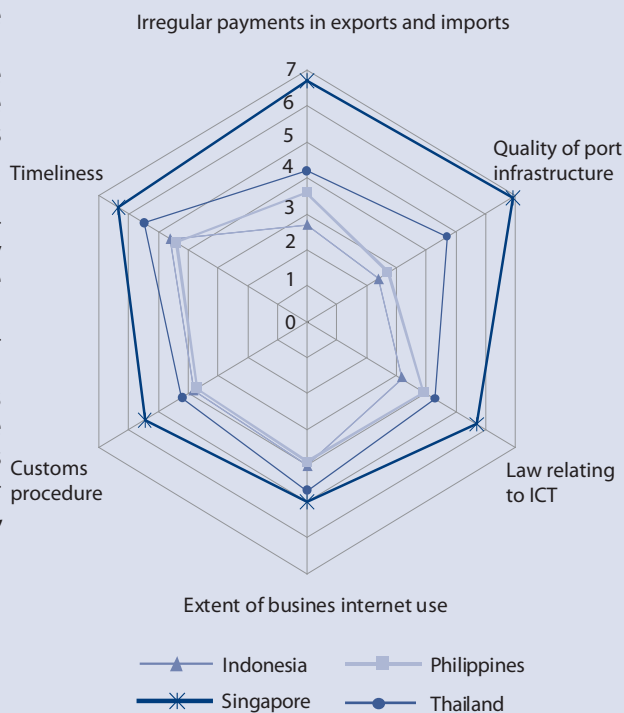 Irregular payments in exports and imports
7
6
5
4
3
2
1
0
Quality of port
infrastructure
Timeliness
Customs
procedure
Law relating
to ICT
Extent of busines internet use
Indonesia
Philippines
Singapore
Thailand